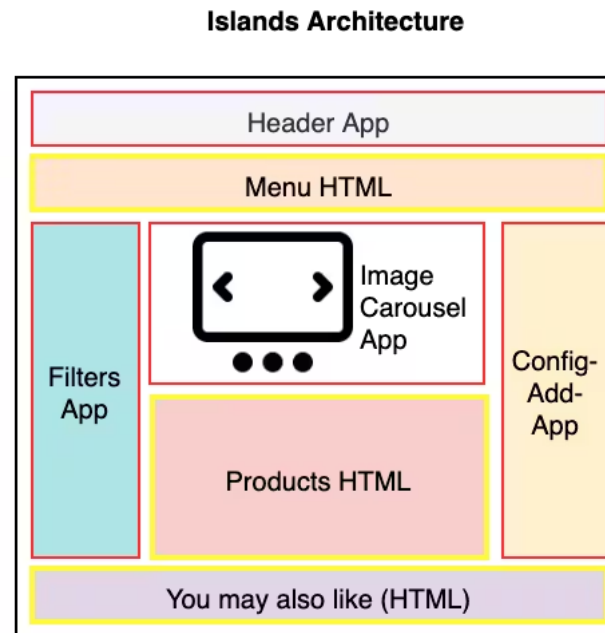 Islands Architecture
Header App
Menu HTML
Image
Carousel
App
Filters
App
Config-
Add-
App
Products HTML
You may also like (HTML)